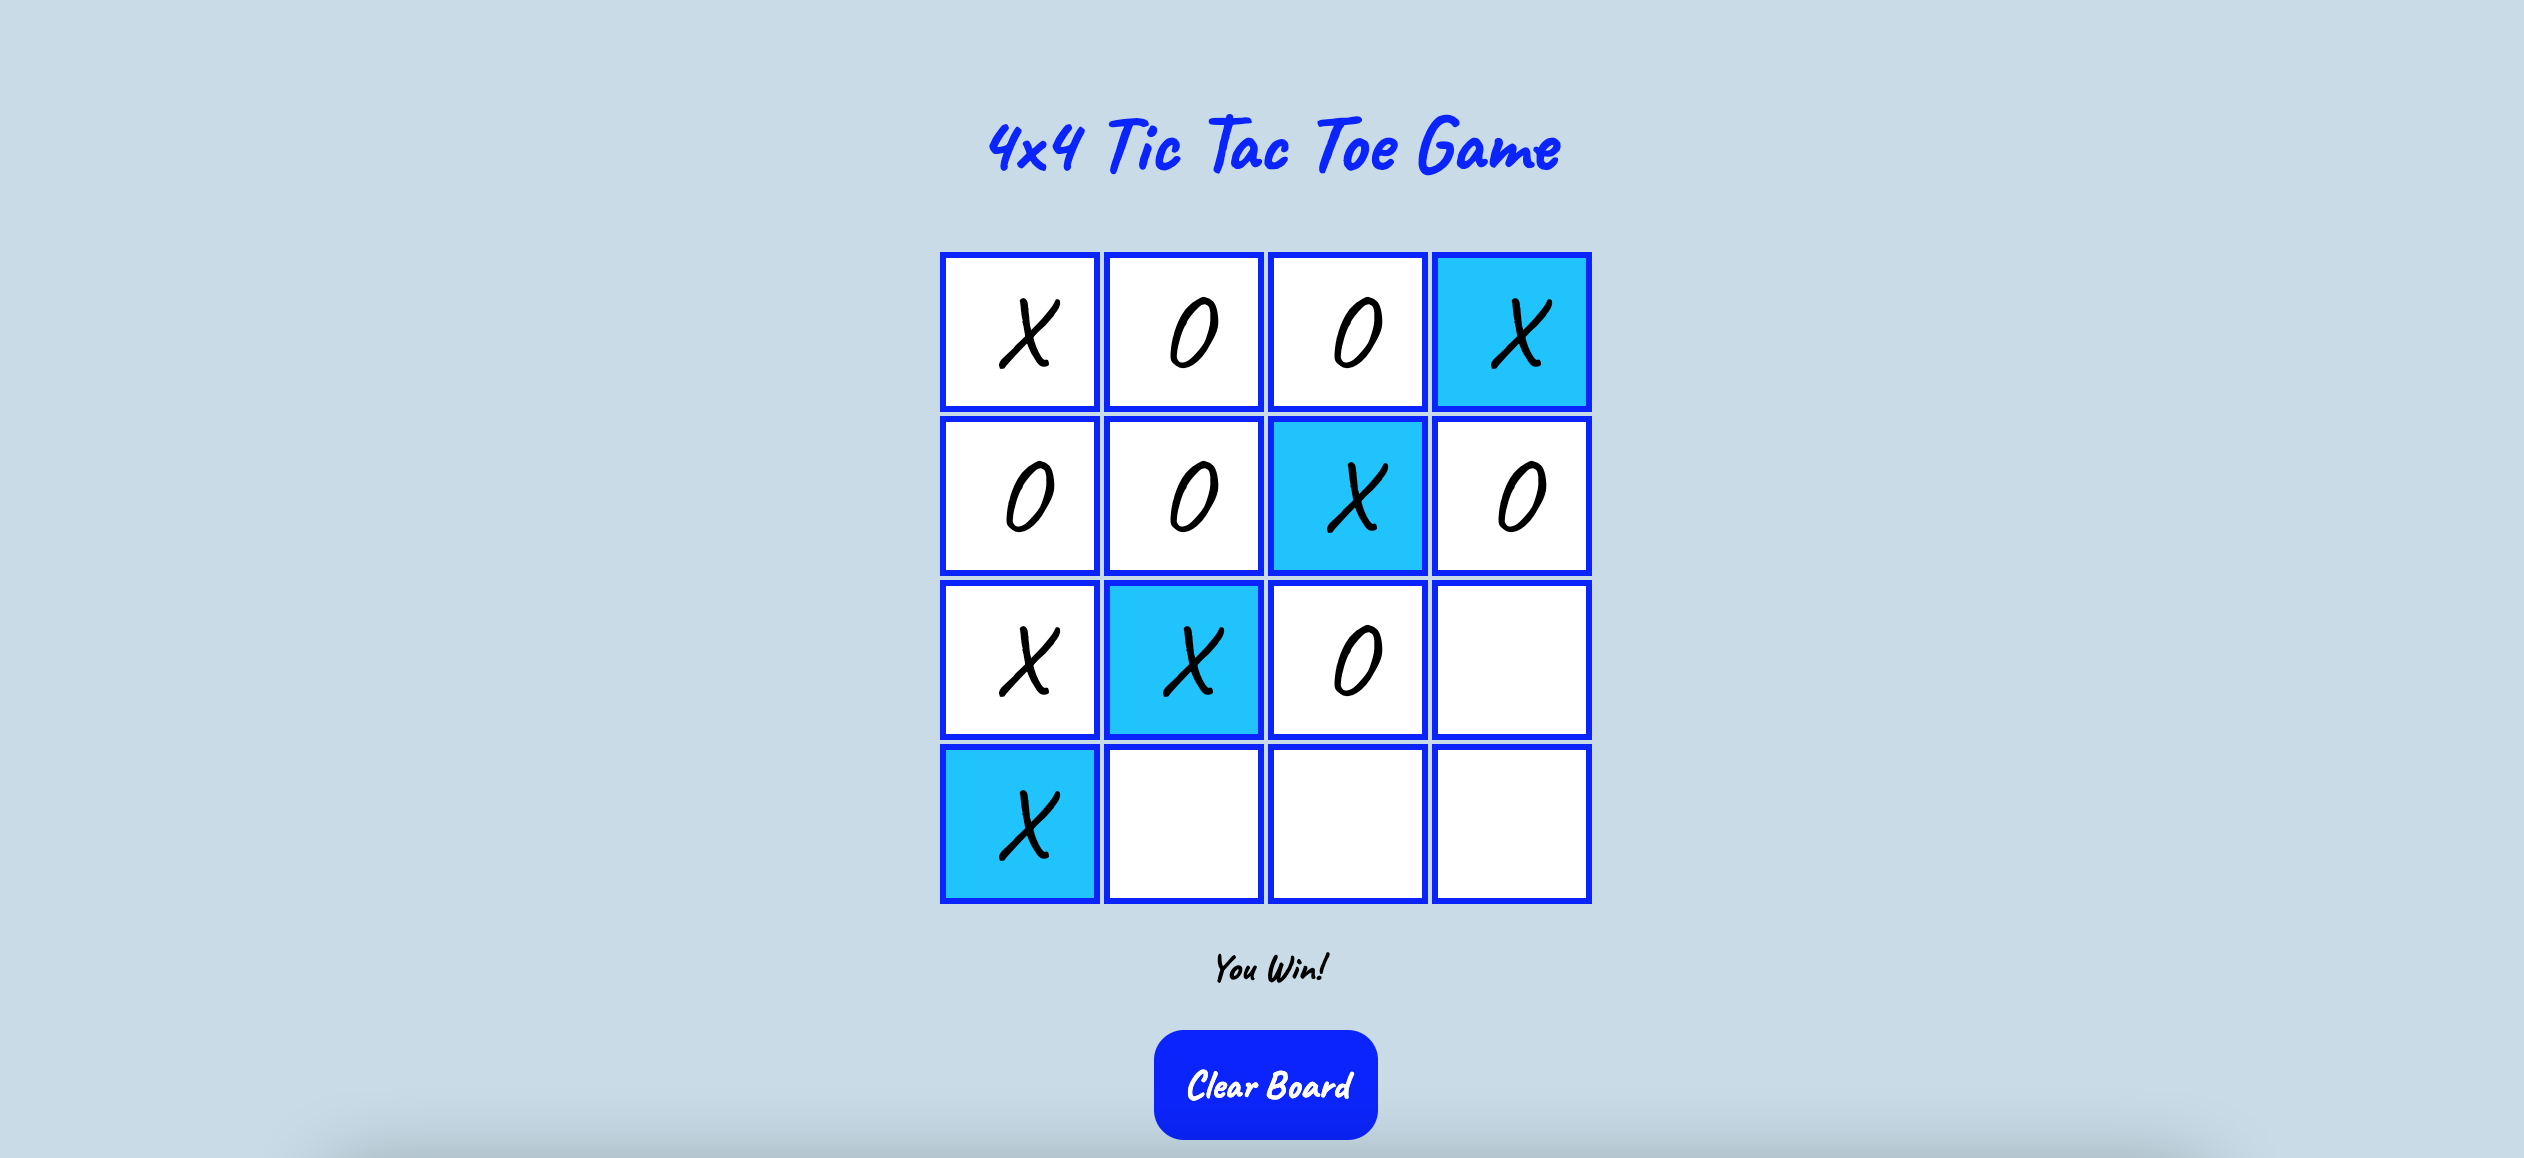 4x4 Tic Tac Toe Game
X O O X
O O X O
X X O
X
You Win!
Clear Board